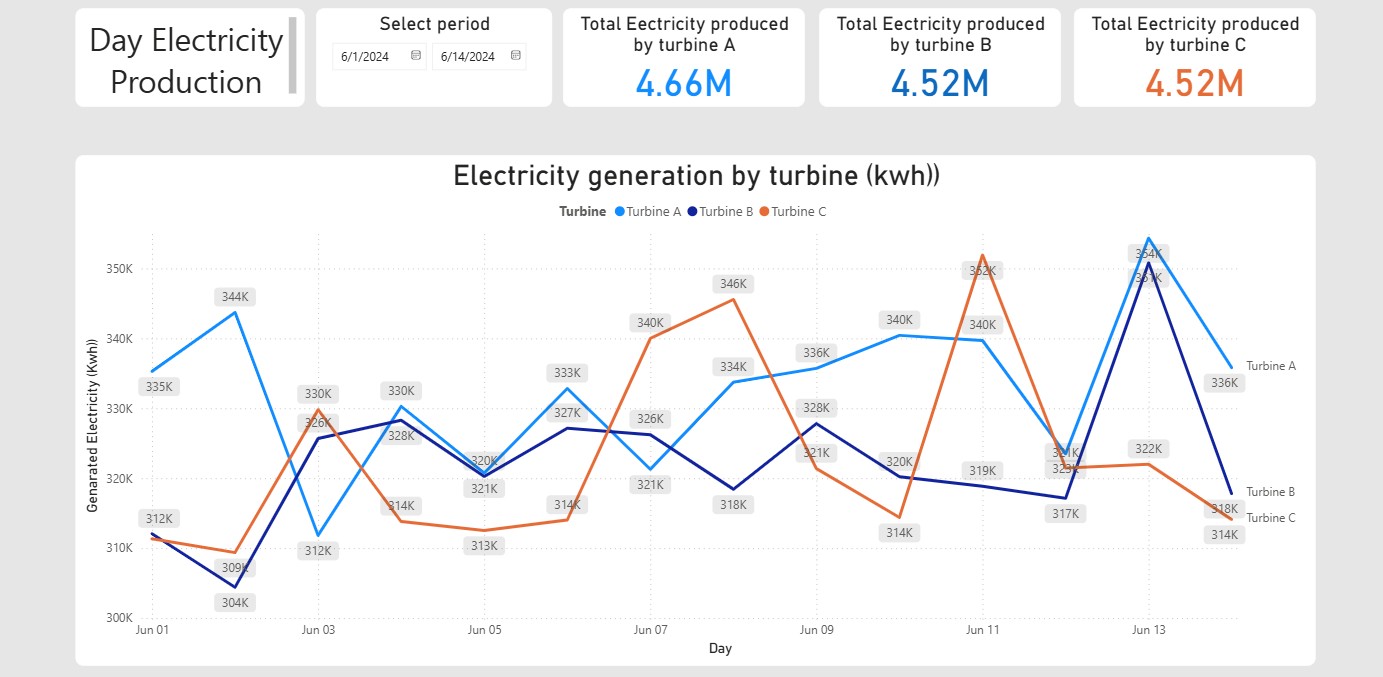 Day Electricity
Production
Select period
6/1/2024 6/14/2024
Total Eectricity produced
by turbine A
4.66M
Total Eectricity produced
by turbine B
4.52M
Total Eectricity produced
by turbine C
4.52M
Electricity generation by turbine (kwh))
Turbine Turbine A Turbine B Turbine C
Genarated Electricity (Kwh))
350K
340K
330K
320K
310K
300K
335K
312K
344K
309K
304K
330K
326K
312K
330K
328K
314K
320K
321K
313K
333K
327K
314K
340K
326K
321K
346K
334K
318K
336K
328K
321K
340K
320K
314K
352K
340K
319K
323K
317K
354K
351K
322K
336K
318K
314K
Turbine A
Turbine B
Turbine C
Jun 01 Jun 03 Jun 05 Jun 07 Jun 09 Jun 11 Jun 13
Day